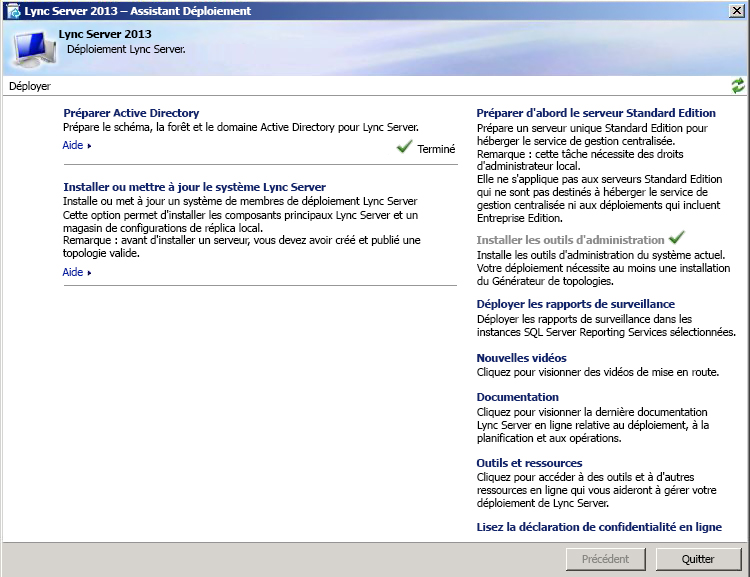 Lync Server 2013 – Assistant Déploiement
Lync Server 2013
Déploiement Lync Server.
Déployer
Préparer Active Directory
Prépare le schéma, la forêt et le domaine Active Directory pour Lync Server.
Aide
Terminé
Installer ou mettre à jour le système Lync Server
Installe ou met à jour un système de membres de déploiement Lync Server
Cette option permet d'installer les composants principaux Lync Server et un
magasin de configurations de réplica local.
Remarque : avant d'installer un serveur, vous devez avoir créé et publié une
topologie valide.
Aide
Préparer d'abord le serveur Standard Edition
Prépare un serveur unique Standard Edition pour
héberger le service de gestion centralisée.
Remarque : cette tâche nécessite des droits
d'administrateur local.
Elle ne s'applique pas aux serveurs Standard Edition
qui ne sont pas destinés à héberger le service de
gestion centralisée ni aux déploiements qui incluent
Entreprise Edition.
Installer les outils d'administration
Installe les outils d'administration du système actuel.
Votre déploiement nécessite au moins une installation
du Générateur de topologies.
Déployer les rapports de surveillance
Déployer les rapports de surveillance dans les
instances SQL Server Reporting Services sélectionnées.
Nouvelles vidéos
Cliquez pour visionner des vidéos de mise en route.
Documentation
Cliquez pour visionner la dernière documentation
Lync Server en ligne relative au déploiement, à la
planification et aux opérations.
Outils et ressources
Cliquez pour accéder à des outils et à d'autres
ressources en ligne qui vous aideront à gérer votre
déploiement de Lync Server.
Lisez la déclaration de confidentialité en ligne
Précédent
Quitter